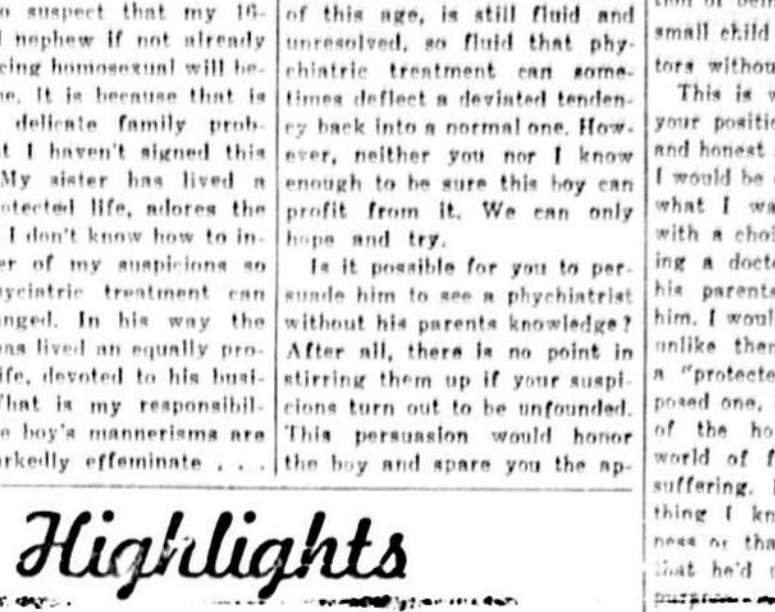 suspect that my 16-
nephew if not already
cing homosexual will be-
It is because that is
delicate family prob-
t I haven't signed this
My sister has lived a
otected life, adores the
I don't know how to in-
er of my suspicions so
yciatric treatment can
anged. In his way the
as lived an equally pro-
ife, devoted to his busi-
hat is my responsibil-
e boy's mannerisms are
rkedly effeminate . . .
of this age, is still fluid and
unresolved, so fluid that phy-
chiatric treatment can some-
times deflect a deviated tenden-
cy back into a normal one. How-
ever, neither you nor I know
enough to be sure this boy can
profit from it. We can only
hope and try.
Is it possible for you to per-
suade him to see a phychiatrist
without his parents knowledge?
After all, there is no point in
stirring them up if your suspi-
cions turn out to be unfounded.
This persuasion would honor
the boy and spare you the ap-
small child
tors withou
This is w
your positio
and honest
I would be
what I wa
with a choi
ing a docto
his parents
him. I woul
unlike them
a "protecte
posed one.
of the ho
world of f
suffering.
thing I kn
ness or tha
that he'd
Highlights